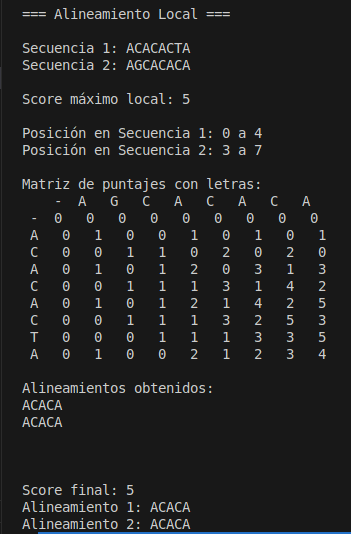 === Alineamiento Local ===
Secuencia 1: ACACACTA
Secuencia 2: AGCACACA
Score máximo local: 5
Posición en Secuencia 1: 0 a 4
Posición en Secuencia 2: 3 a 7
Matriz de puntajes con letras:
- A G C A C A C A
- 0 0 0 0 0 0 0 0 0
A 0 1 0 0 1 0 1 0 1
C 0 0 1 1 0 2 0 2 0
A 0 1 0 1 2 0 3 1 3
C 0 0 1 1 1 3 1 4 2
A 0 1 0 1 2 1 4 2 5
C 0 0 1 1 1 3 2 5 3
T 0 0 0 1 1 1 3 3 5
A 0 1 0 0 2 1 2 3 4
Alineamientos obtenidos:
ACACA
ACACA
Score final: 5
Alineamiento 1: ACACA
Alineamiento 2: ACACA